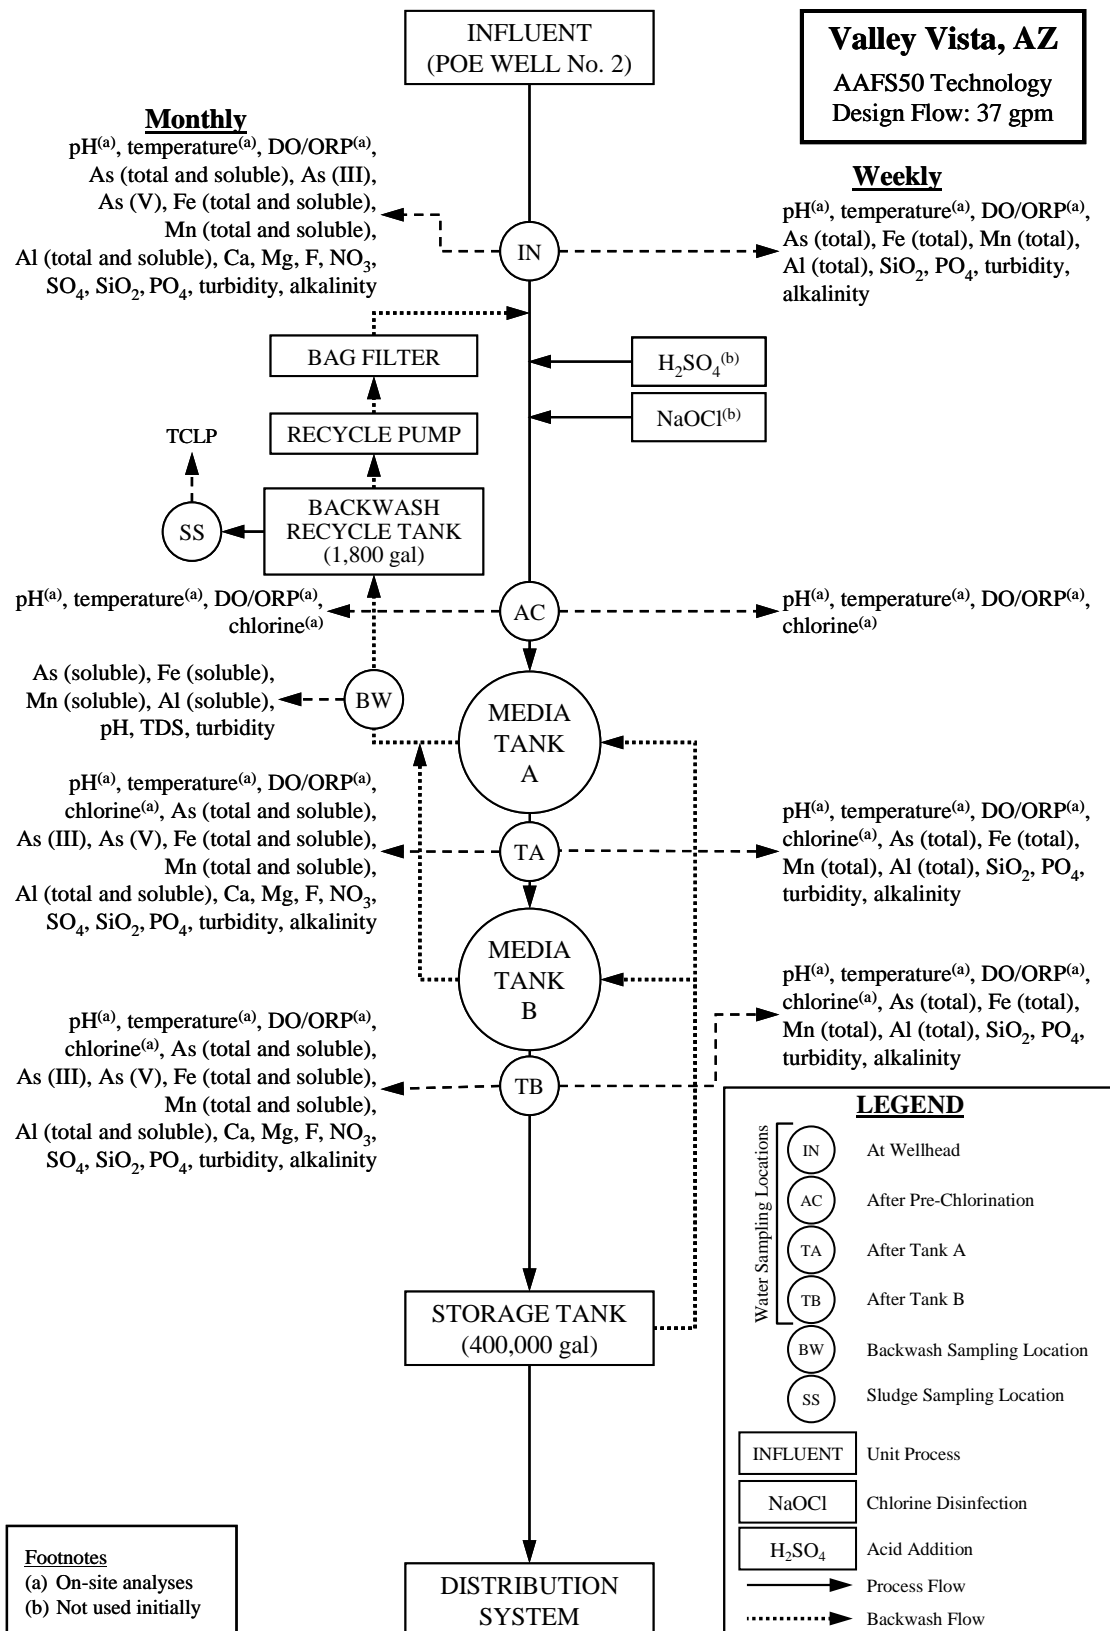 INFLUENT
(POE WELL No. 2)
Valley Vista, AZ
AAFS50 Technology
Design Flow: 37 gpm
Monthly
pH(a), temperature(a), DO/ORP(a),
As (total and soluble), As (III),
As (V), Fe (total and soluble),
Mn (total and soluble),
Al (total and soluble), Ca, Mg, F, NO3,
SO4, SiO2, PO4, turbidity, alkalinity
Weekly
pH(a), temperature(a), DO/ORP(a),
As (total), Fe (total), Mn (total),
Al (total), SiO2, PO4, turbidity,
alkalinity
IN
BAG FILTER
H2SO4(b)
NaOCl(b)
RECYCLE PUMP
TCLP
SS
BACKWASH
RECYCLE TANK
(1,800 gal)
pH(a), temperature(a), DO/ORP(a),
chlorine(a)
AC
pH(a), temperature(a), DO/ORP(a),
chlorine(a)
As (soluble), Fe (soluble),
Mn (soluble), Al (soluble),
pH, TDS, turbidity
BW
MEDIA
TANK
A
pH(a), temperature(a), DO/ORP(a),
chlorine(a), As (total and soluble),
As (III), As (V), Fe (total and soluble),
Mn (total and soluble),
Al (total and soluble), Ca, Mg, F, NO3,
SO4, SiO2, PO4, turbidity, alkalinity
TA
pH(a), temperature(a), DO/ORP(a),
chlorine(a), As (total), Fe (total),
Mn (total), Al (total), SiO2, PO4,
turbidity, alkalinity
MEDIA
TANK
B
pH(a), temperature(a), DO/ORP(a),
chlorine(a), As (total), Fe (total),
Mn (total), Al (total), SiO2, PO4,
turbidity, alkalinity
pH(a), temperature(a), DO/ORP(a),
chlorine(a), As (total and soluble),
As (III), As (V), Fe (total and soluble),
Mn (total and soluble),
Al (total and soluble), Ca, Mg, F, NO3,
SO4, SiO2, PO4, turbidity, alkalinity
TB
STORAGE TANK
(400,000 gal)
DISTRIBUTION
SYSTEM
LEGEND
Water Sampling Locations
IN At Wellhead
AC After Pre-Chlorination
TA After Tank A
TB After Tank B
BW Backwash Sampling Location
SS Sludge Sampling Location
INFLUENT Unit Process
NaOCl Chlorine Disinfection
H2SO4 Acid Addition
Process Flow
Backwash Flow
Footnotes
(a) On-site analyses
(b) Not used initially